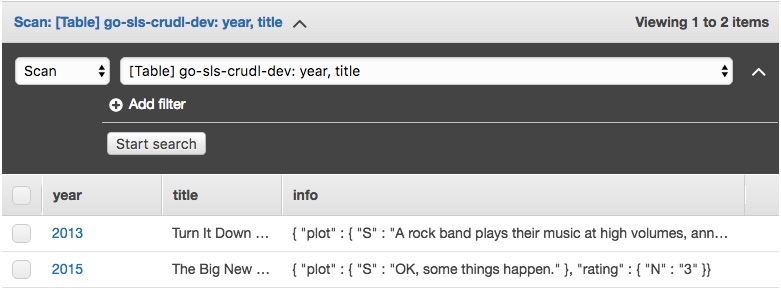 Scan: [Table] go-sls-crudl-dev: year, title Viewing 1 to 2 items
Scan [Table] go-sls-crudl-dev: year, title
Add filter
Start search
year title info
2013 Turn It Down ... { "plot" : { "S" : "A rock band plays their music at high volumes, ann...
2015 The Big New ... { "plot" : { "S" : "OK, some things happen." }, "rating" : { "N" : "3" }}